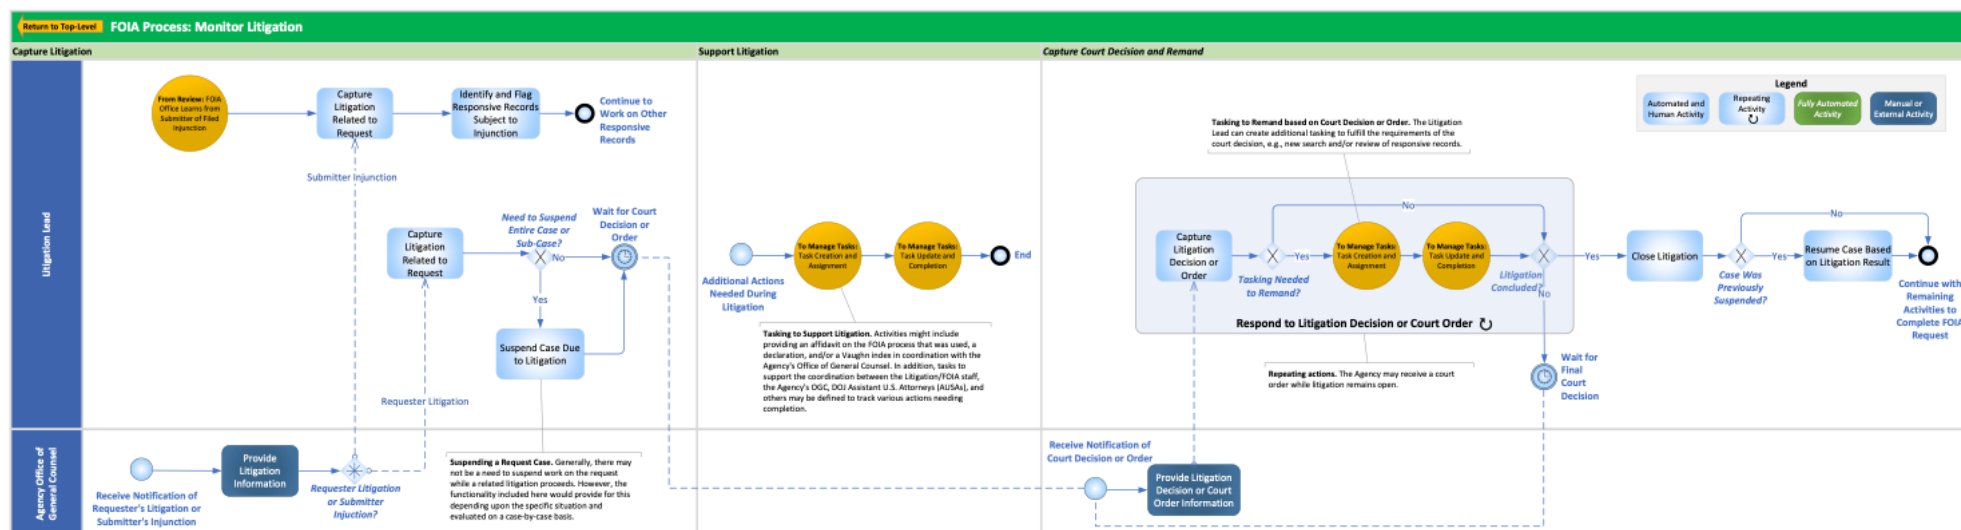 Return to Top-Level
FOIA Process: Monitor Litigation
Capture Litigation
Support Litigation
Capture Court Decision and Remand
Litigation Lead
From Review: FOIA
Office Learns from
Submitter of Filed
Injunction
Capture
Litigation
Related to
Request
Identify and Flag
Responsive Records
Subject to
Injunction
Continue to
Work on Other
Responsive
Records
Submitter Injunction
Capture
Litigation
Related to
Request
Need to Suspend
Entire Case or
Sub-Case?
No
Yes
Wait for Court
Decision or
Order
Suspend Case Due
to Litigation
Requester Litigation
Additional Actions
Needed During
Litigation
To Manage Tasks:
Task Creation and
Assignment
To Manage Tasks:
Task Update and
Completion
End
Tasking to Support Litigation. Activities might include
providing an affidavit on the FOIA process that was used, a
declaration, and/or a Vaughn index in coordination with the
Agency's Office of General Counsel. In addition, tasks to
support the coordination between the Litigation/FOIA staff,
the Agency's OGC, DOJ Assistant U.S. Attorneys (AUSAs), and
others may be defined to track various actions needing
completion.
Legend
Automated and
Human Activity
Repeating
Activity
Fully Automated
Activity
Manual or
External Activity
Tasking to Remand based on Court Decision or Order. The Litigation
Lead can create additional tasking to fulfill the requirements of the
court decision, e.g., new search and/or review of responsive records.
Capture
Litigation
Decision or
Order
Tasking Needed
to Remand?
No
Yes
To Manage Tasks:
Task Creation and
Assignment
To Manage Tasks:
Task Update and
Completion
Litigation
Concluded?
No
Yes
Respond to Litigation Decision or Court Order
Repeating actions. The Agency may receive a court
order while litigation remains open.
Wait for
Final
Court
Decision
Close Litigation
Case Was
Previously
Suspended?
No
Yes
Resume Case Based
on Litigation Result
Continue with
Remaining
Activities to
Complete FOIA
Request
Agency Office of
General Counsel
Receive Notification of
Requester's Litigation or
Submitter's Injunction
Provide
Litigation
Information
Requester Litigation
or Submitter
Injuction?
Suspending a Request Case. Generally, there may
not be a need to suspend work on the request
while a related litigation proceeds. However, the
functionality included here would provide for this
depending upon the specific situation and
evaluated on a case-by-case basis.
Receive Notification of
Court Decision or Order
Provide Litigation
Decision or Court
Order Information